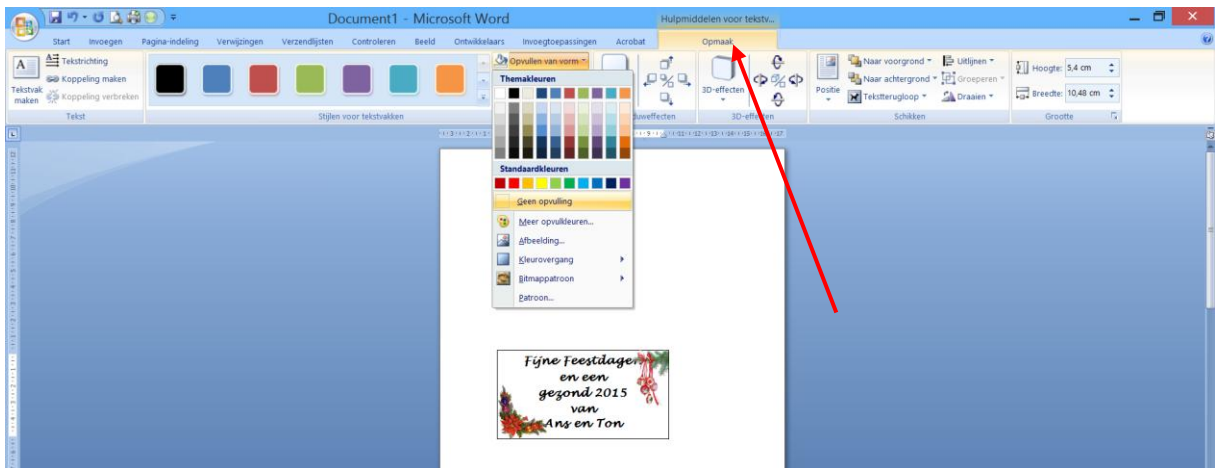 Document1 - Microsoft Word
Hulpmiddelen voor tekstv...
Start Invoegen Pagina-indeling Verwijzingen Verzendlijsten Controleren Beeld Ontwikkelaars Invoegtoepassingen Acrobat Opmaak
Tekstvak maken
Tekstrichting
Koppeling maken
Koppeling verbreken
Tekst
Stijlen voor tekstvakken
Opvullen van vorm
Themakleuren
Standaardkleuren
Geen opvulling
Meer opvulkleuren...
Afbeelding...
Kleurovergang
Bitmappatroon
Patroon...
3D-effecten
3D-effecten
Positie
Naar voorgrond
Naar achtergrond
Tekstterugloop
Uitlijnen
Groeperen
Draaien
Schikken
Hoogte: 5,4 cm
Breedte: 10,48 cm
Grootte
Fijne Feestdagen
en een
gezond 2015
van
Ans en Ton